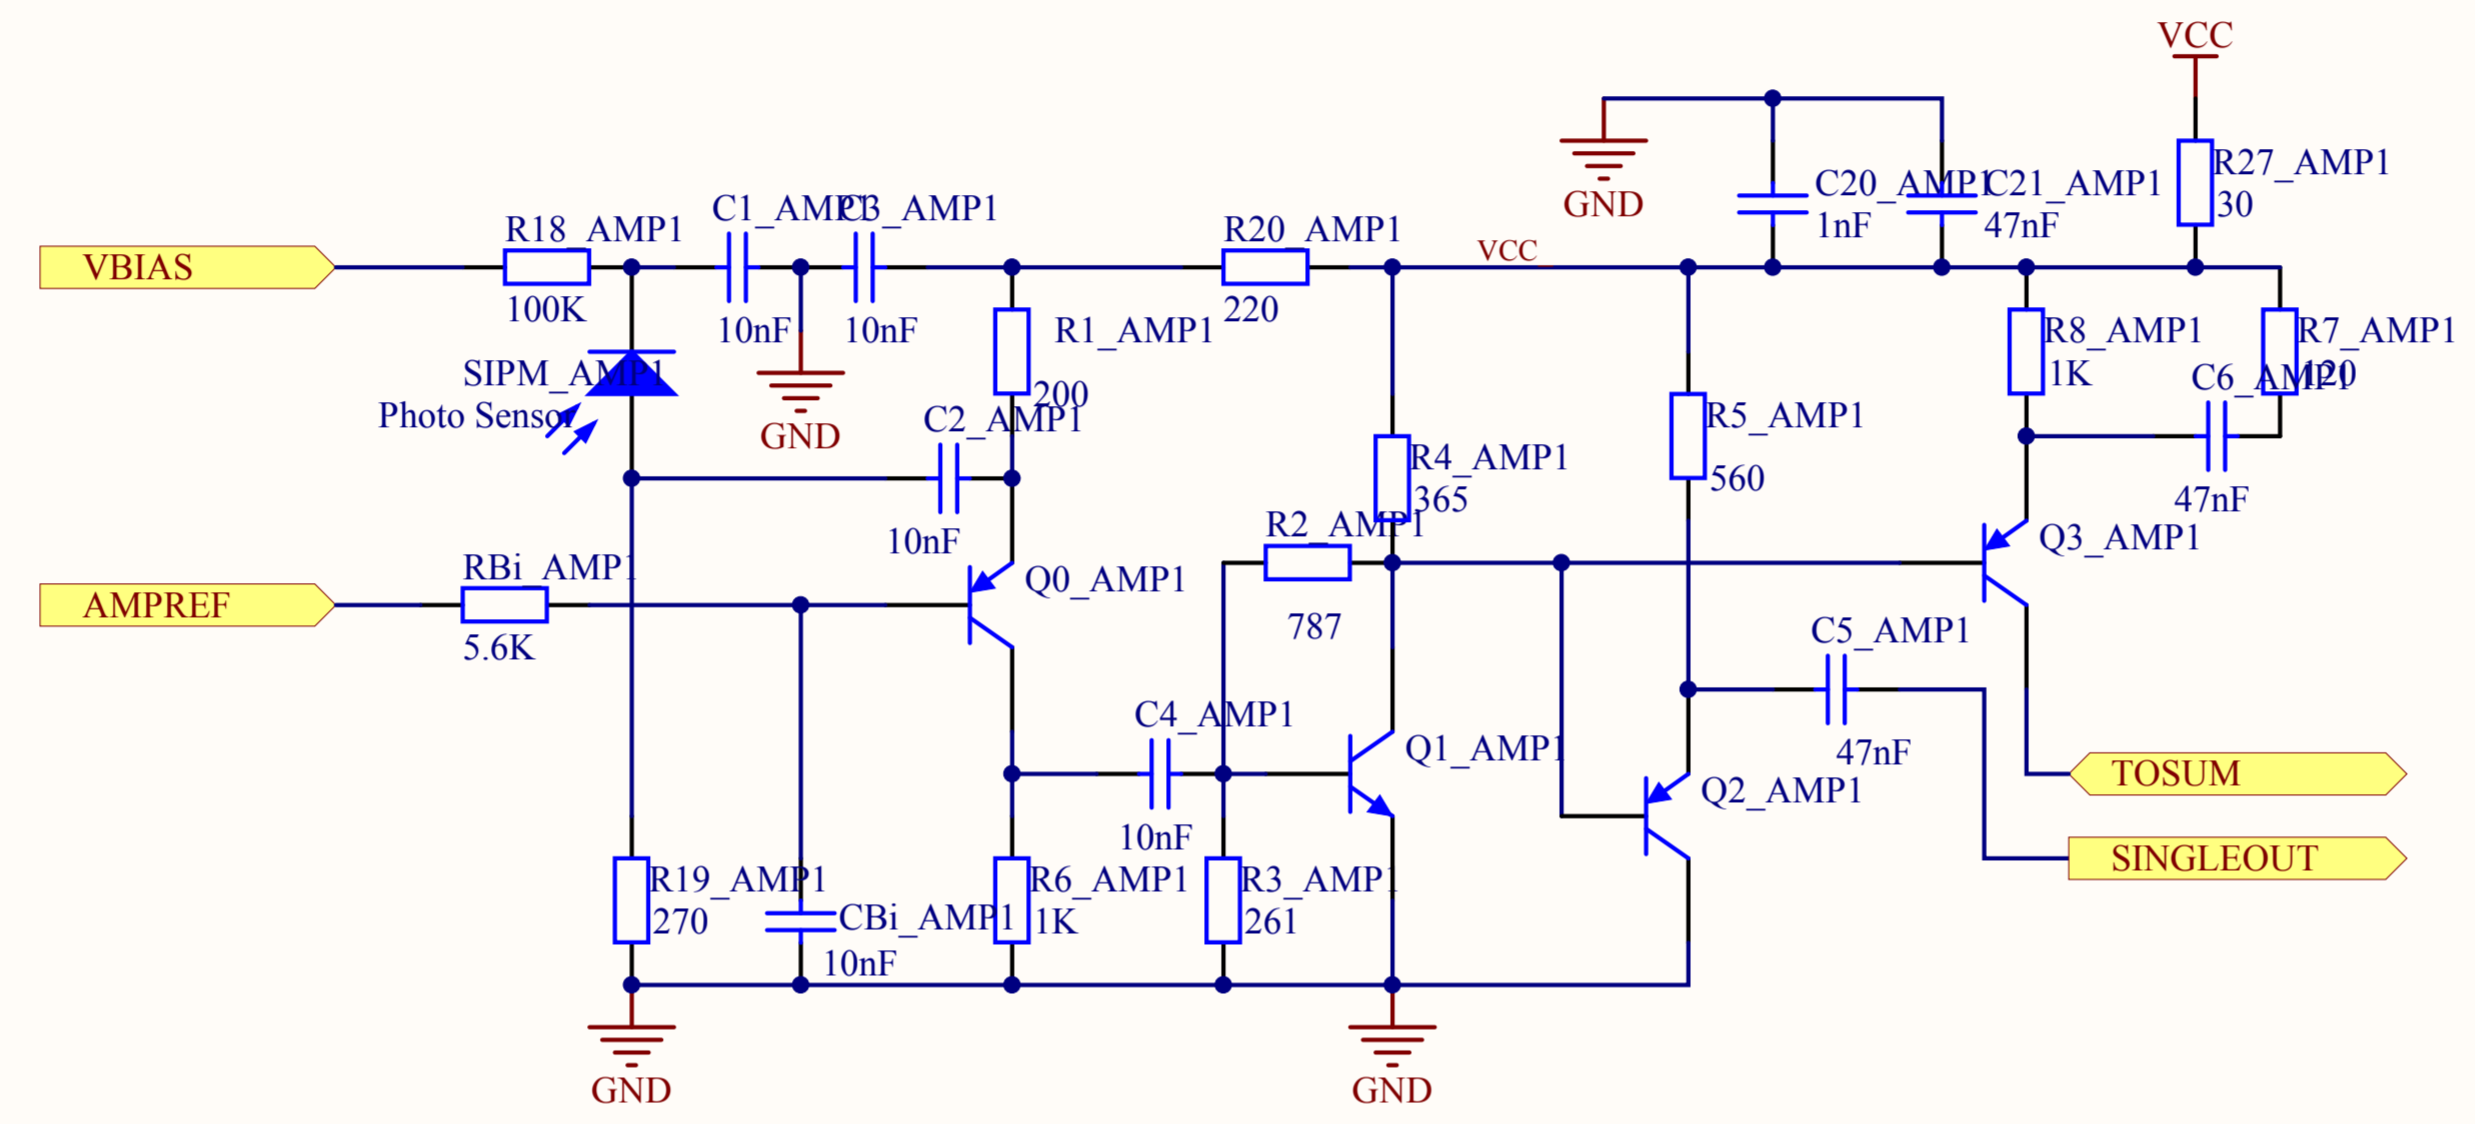 VCC
R27_AMP1
30
C20_AMP1
1nF
C21_AMP1
47nF
GND
VBIAS
R18_AMP1
100K
C1_AMP1
10nF
C3_AMP1
10nF
R20_AMP1
220
VCC
GND
SIPM_AMP1
Photo Sensor
R1_AMP1
200
C2_AMP1
10nF
R4_AMP1
365
R5_AMP1
560
R8_AMP1
1K
R7_AMP1
120
C6_AMP1
47nF
AMPREF
RBi_AMP1
5.6K
Q0_AMP1
R2_AMP1
787
Q3_AMP1
C5_AMP1
47nF
C4_AMP1
10nF
Q1_AMP1
Q2_AMP1
TOSUM
SINGLEOUT
R19_AMP1
270
CBi_AMP1
10nF
R6_AMP1
1K
R3_AMP1
261
GND
GND